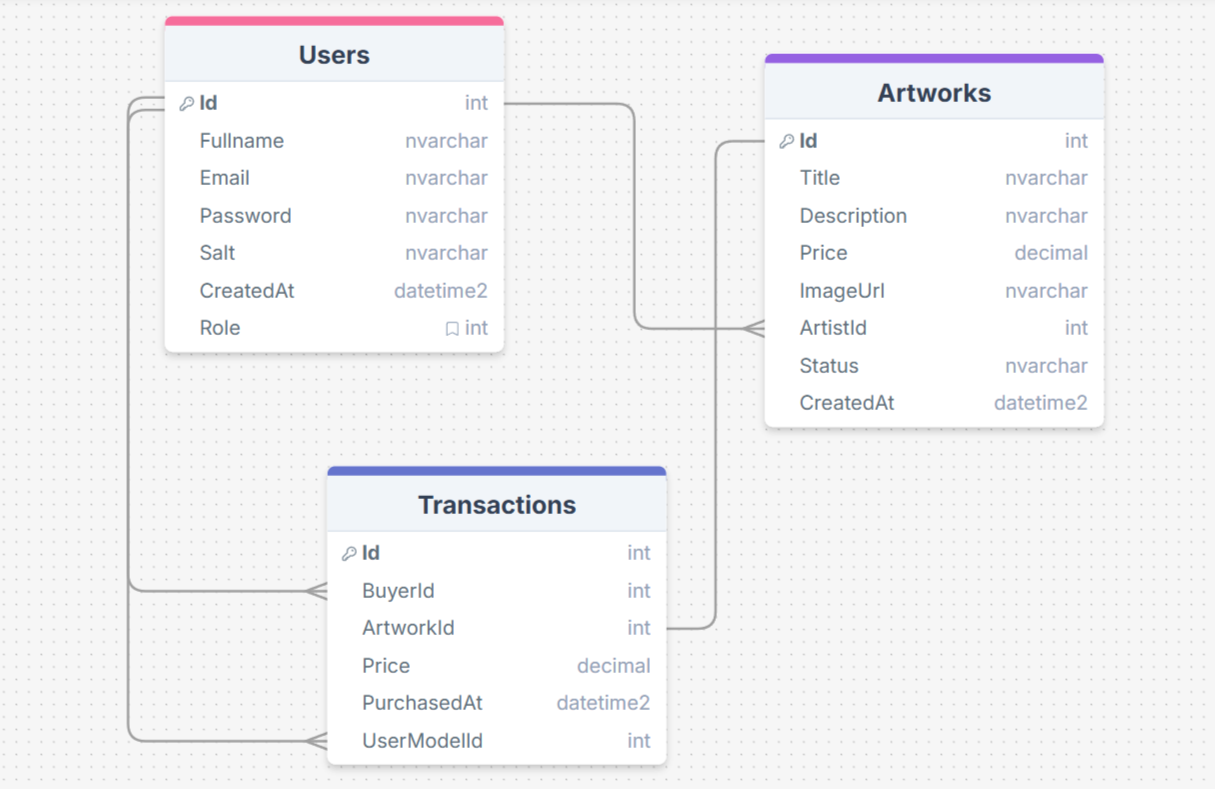 Users
Id int
Fullname nvarchar
Email nvarchar
Password nvarchar
Salt nvarchar
CreatedAt datetime2
Role int
Artworks
Id int
Title nvarchar
Description nvarchar
Price decimal
ImageUrl nvarchar
ArtistId int
Status nvarchar
CreatedAt datetime2
Transactions
Id int
BuyerId int
ArtworkId int
Price decimal
PurchasedAt datetime2
UserModelId int